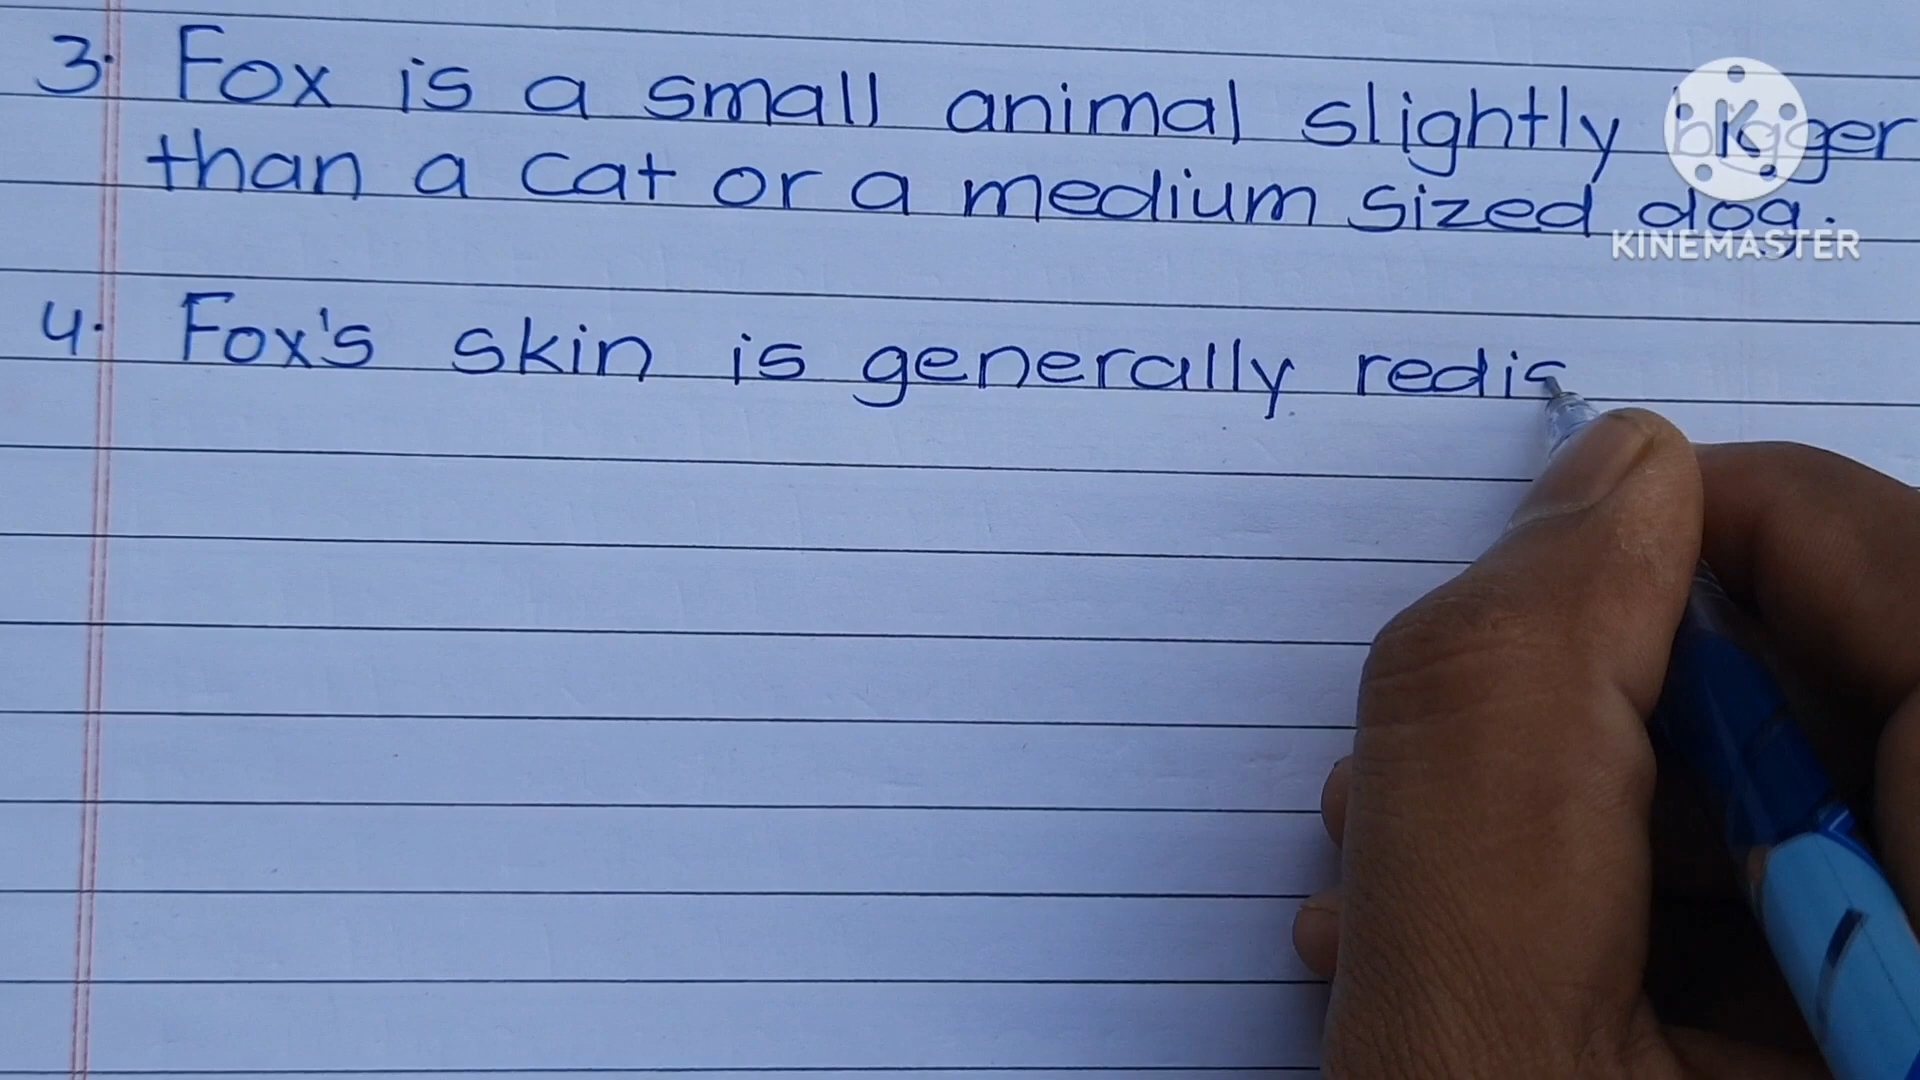 3. Fox is a small animal slightly bigger
than a cat or a medium sized dog.
K
KINEMASTER
4. Fox's skin is generally redis